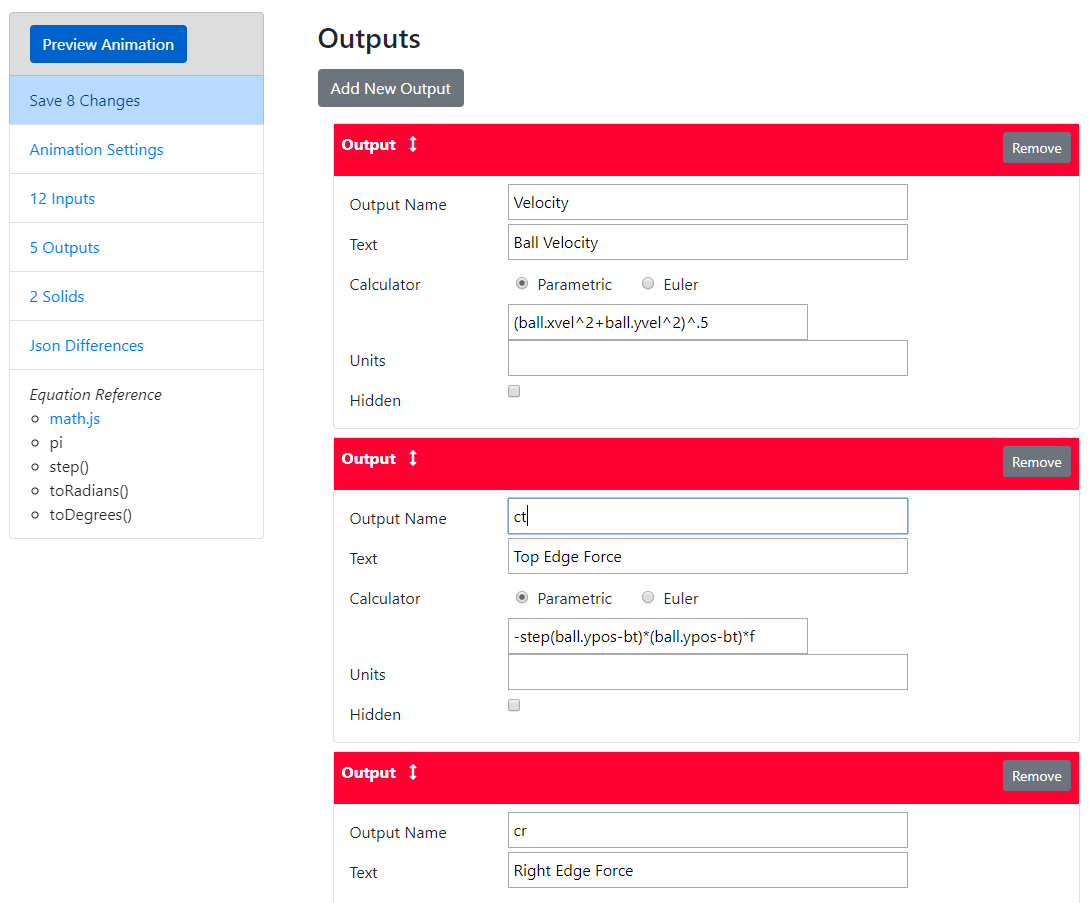 Preview Animation
Save 8 Changes
Animation Settings
12 Inputs
5 Outputs
2 Solids
Json Differences
Equation Reference
math.js
pi
step()
toRadians()
toDegrees()
Outputs
Add New Output
Output
Remove
Output Name
Velocity
Text
Ball Velocity
Calculator
Parametric
Euler
(ball.xvel^2+ball.yvel^2)^.5
Units
Hidden
Output
Remove
Output Name
ct
Text
Top Edge Force
Calculator
Parametric
Euler
-step(ball.ypos-bt)*(ball.ypos-bt)*f
Units
Hidden
Output
Remove
Output Name
cr
Text
Right Edge Force